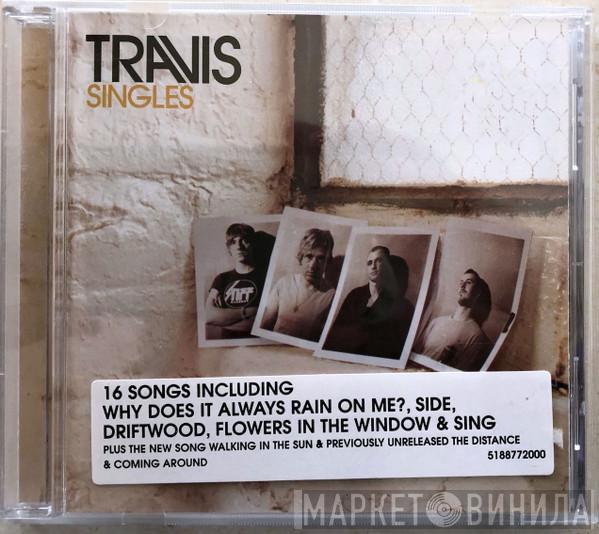 TRAVIS
SINGLES
16 SONGS INCLUDING
WHY DOES IT ALWAYS RAIN ON ME?, SIDE,
DRIFTWOOD, FLOWERS IN THE WINDOW & SING
PLUS THE NEW SONG WALKING IN THE SUN & PREVIOUSLY UNRELEASED THE DISTANCE
& COMING AROUND
5188772000
МАРКЕТ ВИНИЛА